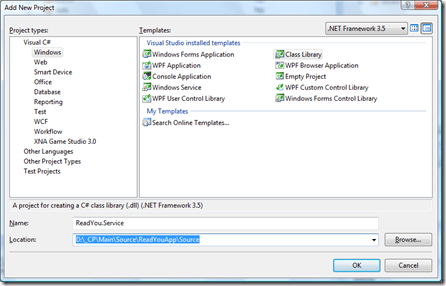 Add New Project
Project types:
Templates:
.NET Framework 3.5
Visual C#
Windows
Web
Smart Device
Office
Database
Reporting
Test
WCF
Workflow
XNA Game Studio 3.0
Other Languages
Other Project Types
Test Projects
Visual Studio installed templates
Windows Forms Application
Class Library
WPF Application
WPF Browser Application
Console Application
Empty Project
Windows Service
WPF Custom Control Library
WPF User Control Library
Windows Forms Control Library
My Templates
Search Online Templates...
A project for creating a C# class library (.dll) (.NET Framework 3.5)
Name:
ReadYou.Service
Location:
D:\_CP\Main\Source\ReadYouApp\Source
Browse...
OK
Cancel